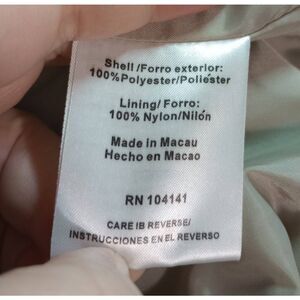 Shell/Forro exterior:
100%Polyester/Poliéster
Lining/ Forro:
100% Nylon/Nilón
Made in Macau
Hecho en Macao
RN 104141
CARE IB REVERSE/
INSTRUCCIONES EN EL REVERSO